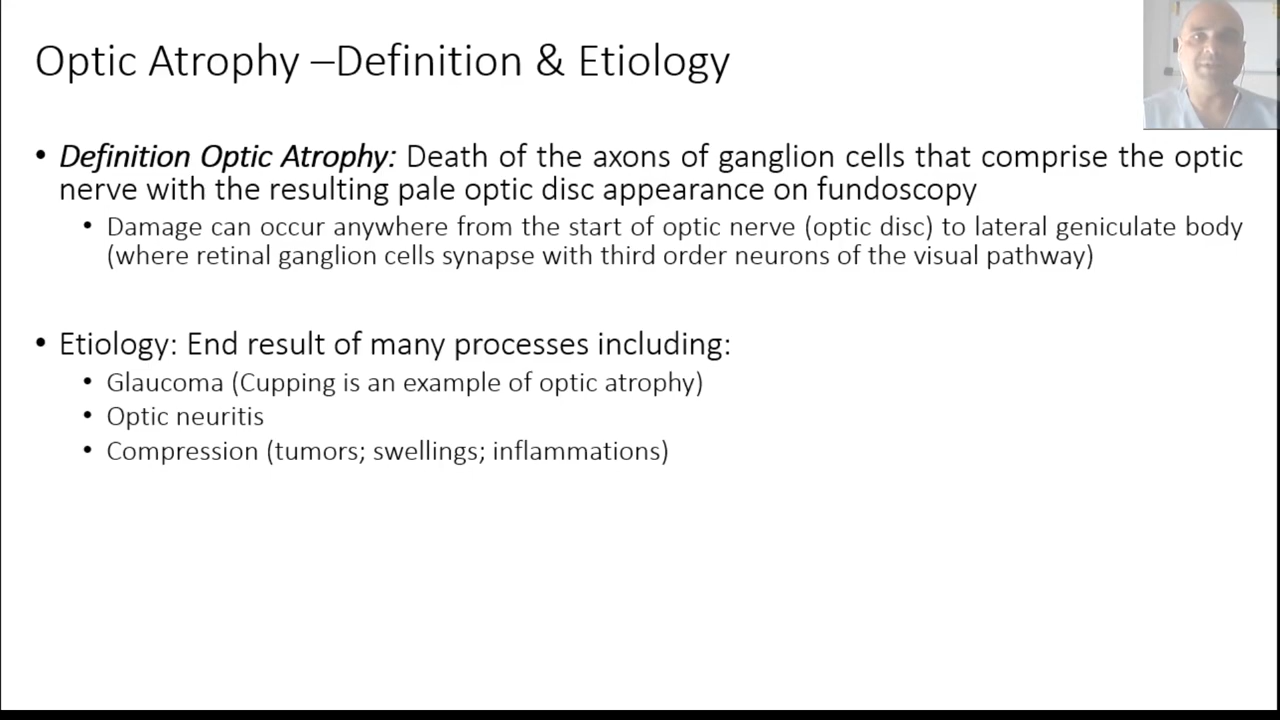 Optic Atrophy –Definition & Etiology
• Definition Optic Atrophy: Death of the axons of ganglion cells that comprise the optic
nerve with the resulting pale optic disc appearance on fundoscopy
• Damage can occur anywhere from the start of optic nerve (optic disc) to lateral geniculate body
(where retinal ganglion cells synapse with third order neurons of the visual pathway)
• Etiology: End result of many processes including:
• Glaucoma (Cupping is an example of optic atrophy)
• Optic neuritis
• Compression (tumors; swellings; inflammations)